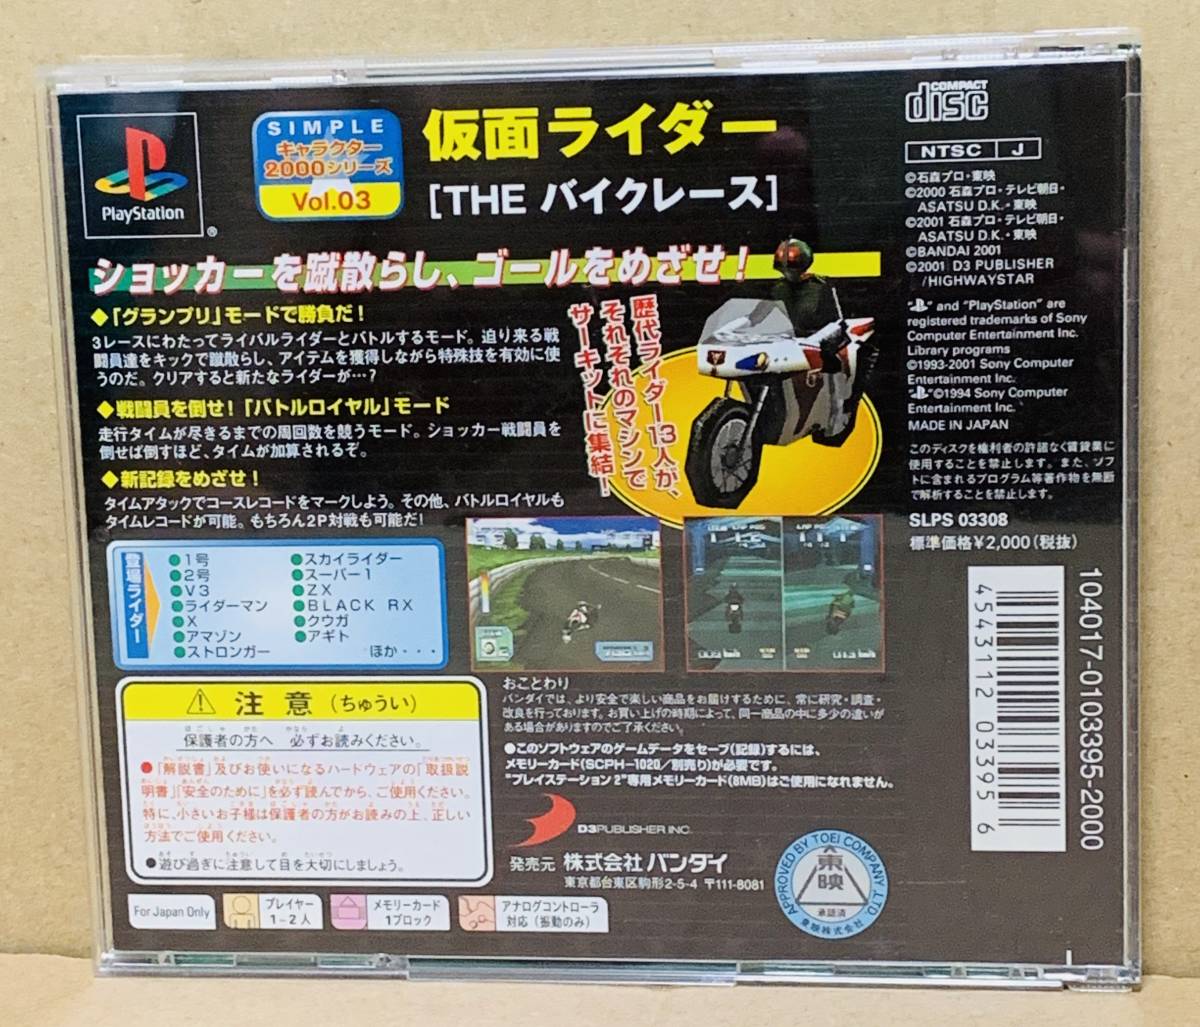 PlayStation
®
SIMPLE
キャラクター
2000シリーズ
Vol.03
仮面ライダー
[THE バイクレース]
ショッカーを蹴散らし、ゴールをめざせ!
◆「グランプリ」モードで勝負だ!
3レースにわたってライバルライダーとバトルするモード。迫り来る戦
闘員達をキックで蹴散らし、アイテムを獲得しながら特殊技を有効に使
うのだ。クリアすると新たなライダーが…?
◆戦闘員を倒せ!「バトルロイヤル」モード
走行タイムが尽きるまでの周回数を競うモード。ショッカー戦闘員を
倒せば倒すほど、タイムが加算されるぞ。
◆新記録をめざせ!
タイムアタックでコースレコードをマークしよう。その他、バトルロイヤルも
タイムレコードが可能。もちろん2P対戦も可能だ!
歴代ライダー13人が、
それぞれのマシンで
サーキットに集結!
登場ライダー
●1号
●2号
●V3
●ライダーマン
●X
●アマゾン
●ストロンガー
●スカイライダー
●スーパー1
●ZX
●BLACK RX
●クウガ
●アギト
ほか・・・
注意(ちゅうい)
保護者の方へ 必ずお読みください。
●「解説書」及びお使いになるハードウェアの「取扱説
明書」「安全のために」を必ず読んでから、ご使用ください。
特に、小さいお子様は保護者の方がお読みの上、正しい
方法でご使用ください。
●遊び過ぎに注意して目を大切にしましょう。
For Japan Only
プレイヤー
1-2人
メモリーカード
1ブロック
アナログコントローラ
対応(振動のみ)
おことわり
バンダイでは、より安全で楽しい商品をお届けするために、常に研究・調査・
改良を行っております。お買い上げの時期によって、同一商品の中に多少の違いが
ある場合がありますのでご了承ください。
●このソフトウェアのゲームデータをセーブ(記録)するには、
メモリーカード(SCPH-1020/別売り)が必要です。
"プレイステーション 2"専用メモリーカード(8MB)はご使用になれません。
D3PUBLISHER INC.
発売元 株式会社 バンダイ
東京都台東区駒形2-5-4 〒111-8081
APPROVED BY TOEI COMPANY, LTD.
東映
承認済
東映株式会社
COMPACT
disc
NTSC J
©石森プロ・東映
©2000 石森プロ・テレビ朝日・
ASATSU D.K.・東映
©2001 石森プロ・テレビ朝日・
ASATSU D.K.・東映
©BANDAI 2001
©2001 D3 PUBLISHER
/HIGHWAYSTAR
" " and "PlayStation" are
registered trademarks of Sony
Computer Entertainment Inc.
Library programs
©1993-2001 Sony Computer
Entertainment Inc.
" "©1994 Sony Computer
Entertainment Inc.
MADE IN JAPAN
このディスクを権利者の許諾なく賃貸業に
使用することを禁止します。また、ソフ
トに含まれるプログラム等著作物を無断
で解析することを禁止します。
SLPS 03308
標準価格¥2,000(税抜)
4543112 03395 6
104017-01033395-2000